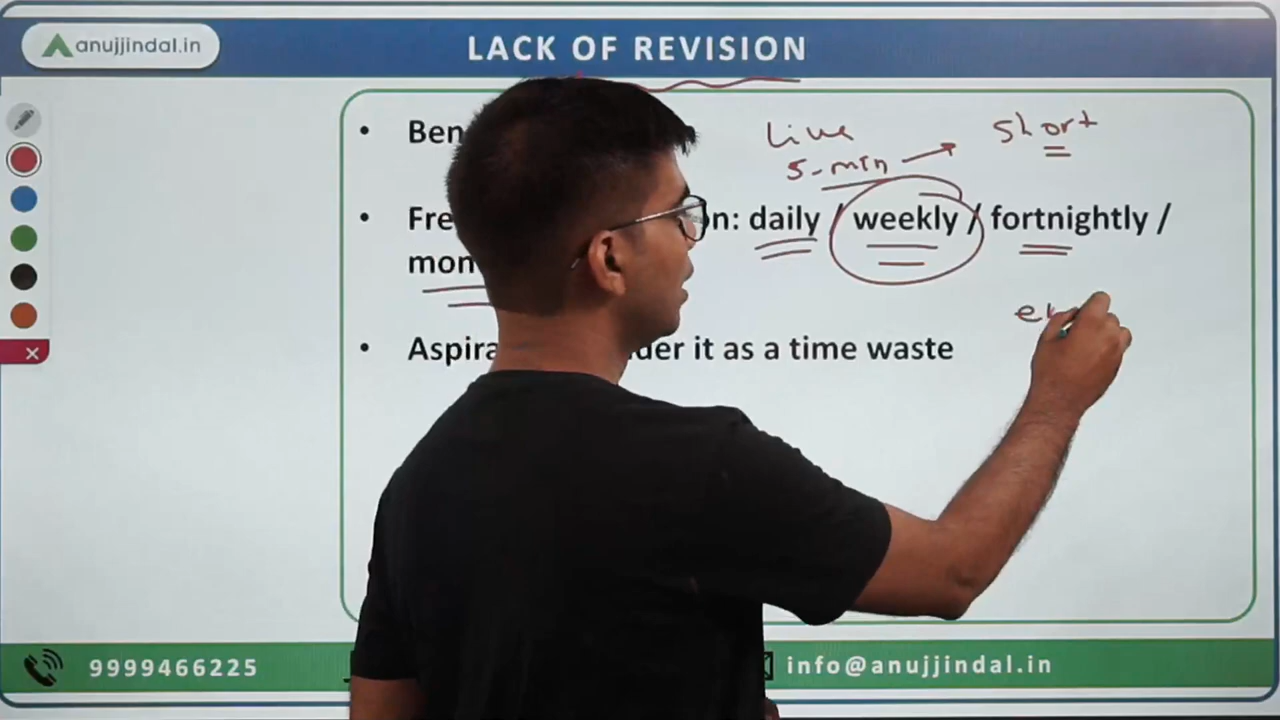 anujjindal.in
LACK OF REVISION
Live
short
5-min
• Ben
• Fre n: daily / weekly / fortnightly /
mon
• Aspira der it as a time waste
9999466225
info@anujjindal.in